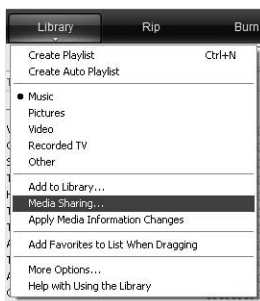 Library Rip Burn
Create Playlist Ctrl+N
Create Auto Playlist
Music
Pictures
Video
Recorded TV
Other
Add to Library...
Media Sharing...
Apply Media Information Changes
Add Favorites to List When Dragging
More Options...
Help with Using the Library